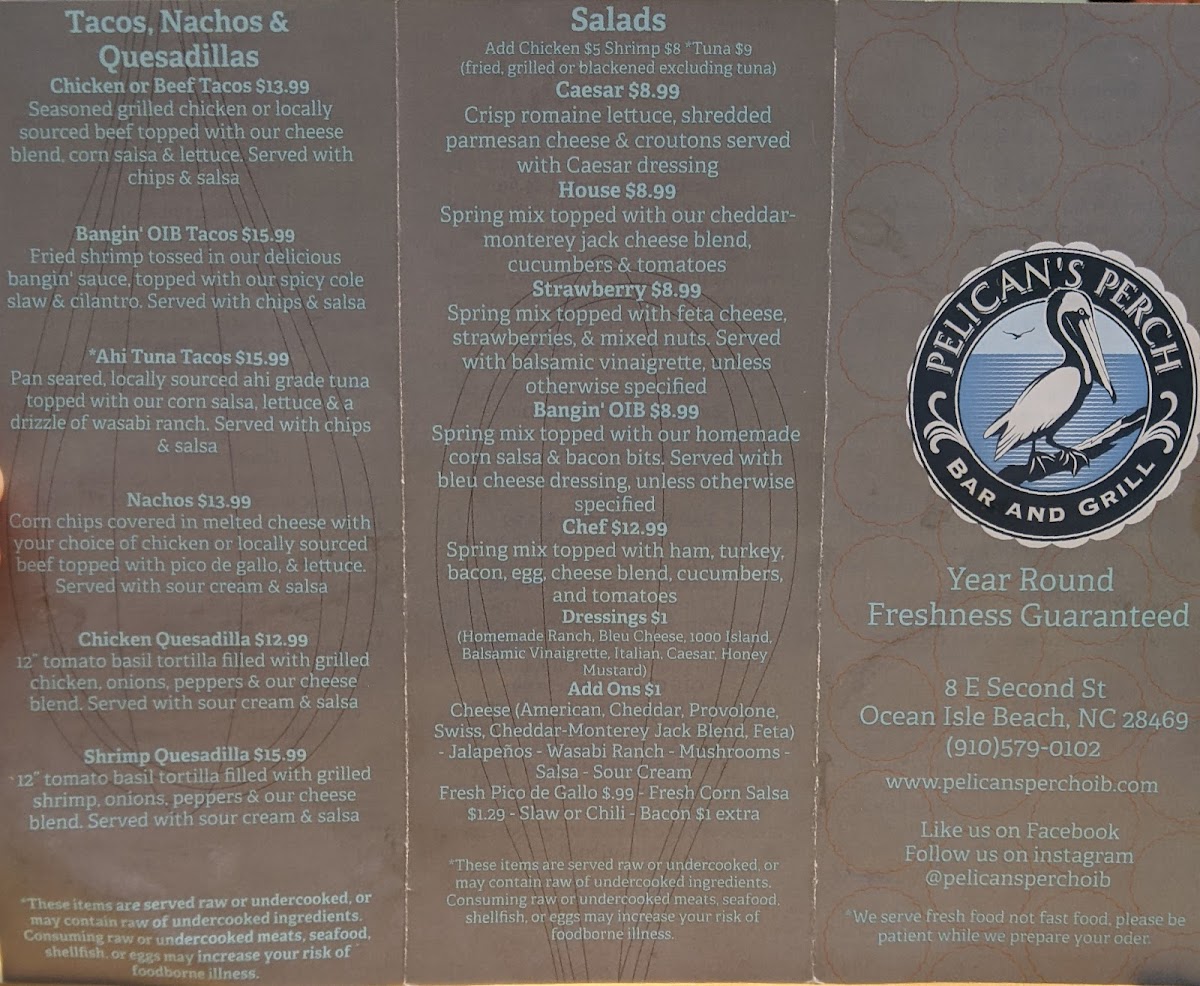 Tacos, Nachos &
Quesadillas
Chicken or Beef Tacos $13.99
Seasoned grilled chicken or locally
sourced beef topped with our cheese
blend, corn salsa & lettuce. Served with
chips & salsa
Bangin' OIB Tacos $15.99
Fried shrimp tossed in our delicious
bangin' sauce, topped with our spicy cole
slaw & cilantro. Served with chips & salsa
*Ahi Tuna Tacos $15.99
Pan seared, locally sourced ahi grade tuna
topped with our corn salsa, lettuce & a
drizzle of wasabi ranch. Served with chips
& salsa
Nachos $13.99
Corn chips covered in melted cheese with
your choice of chicken or locally sourced
beef topped with pico de gallo, & lettuce.
Served with sour cream & salsa
Chicken Quesadilla $12.99
12" tomato basil tortilla filled with grilled
chicken, onions, peppers & our cheese
blend. Served with sour cream & salsa
Shrimp Quesadilla $15.99
12" tomato basil tortilla filled with grilled
shrimp, onions, peppers & our cheese
blend. Served with sour cream & salsa
*These items are served raw or undercooked, or
may contain raw of undercooked ingredients.
Consuming raw or undercooked meats, seafood,
shellfish, or eggs may increase your risk of
foodborne illness.
Salads
Add Chicken $5 Shrimp $8 *Tuna $9
(fried, grilled or blackened excluding tuna)
Caesar $8.99
Crisp romaine lettuce, shredded
parmesan cheese & croutons served
with Caesar dressing
House $8.99
Spring mix topped with our cheddar-
monterey jack cheese blend,
cucumbers & tomatoes
Strawberry $8.99
Spring mix topped with feta cheese,
strawberries, & mixed nuts. Served
with balsamic vinaigrette, unless
otherwise specified
Bangin' OIB $8.99
Spring mix topped with our homemade
corn salsa & bacon bits. Served with
bleu cheese dressing, unless otherwise
specified
Chef $12.99
Spring mix topped with ham, turkey,
bacon, egg, cheese blend, cucumbers,
and tomatoes
Dressings $1
(Homemade Ranch, Bleu Cheese, 1000 Island,
Balsamic Vinaigrette, Italian, Caesar, Honey
Mustard)
Add Ons $1
Cheese (American, Cheddar, Provolone,
Swiss, Cheddar-Monterey Jack Blend, Feta)
- Jalapeños - Wasabi Ranch - Mushrooms -
Salsa - Sour Cream
Fresh Pico de Gallo $.99 - Fresh Corn Salsa
$1.29 - Slaw or Chili - Bacon $1 extra
*These items are served raw or undercooked, or
may contain raw of undercooked ingredients.
Consuming raw or undercooked meats, seafood,
shellfish, or eggs may increase your risk of
foodborne illness.
PELICAN'S PERCH
BAR AND GRILL
Year Round
Freshness Guaranteed
8 E Second St
Ocean Isle Beach, NC 28469
(910)579-0102
www.pelicansperchoib.com
Like us on Facebook
Follow us on instagram
@pelicansperchoib
*We serve fresh food not fast food, please be
patient while we prepare your oder.